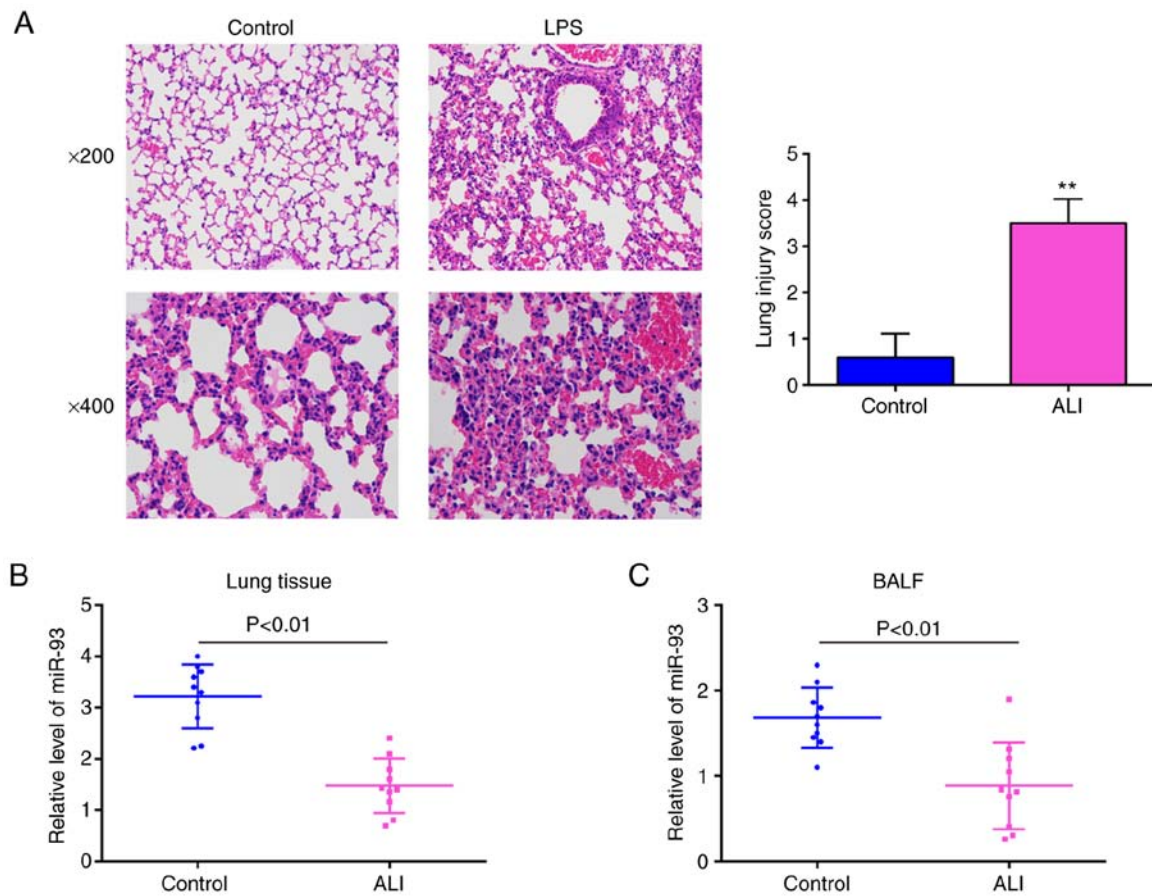 A
Control
LPS
×200
×400
Lung injury score
5
4
3
2
1
0
**
Control
ALI
B
Lung tissue
Relative level of miR-93
5
4
3
2
1
0
P<0.01
Control
ALI
C
BALF
Relative level of miR-93
3
2
1
0
P<0.01
Control
ALI